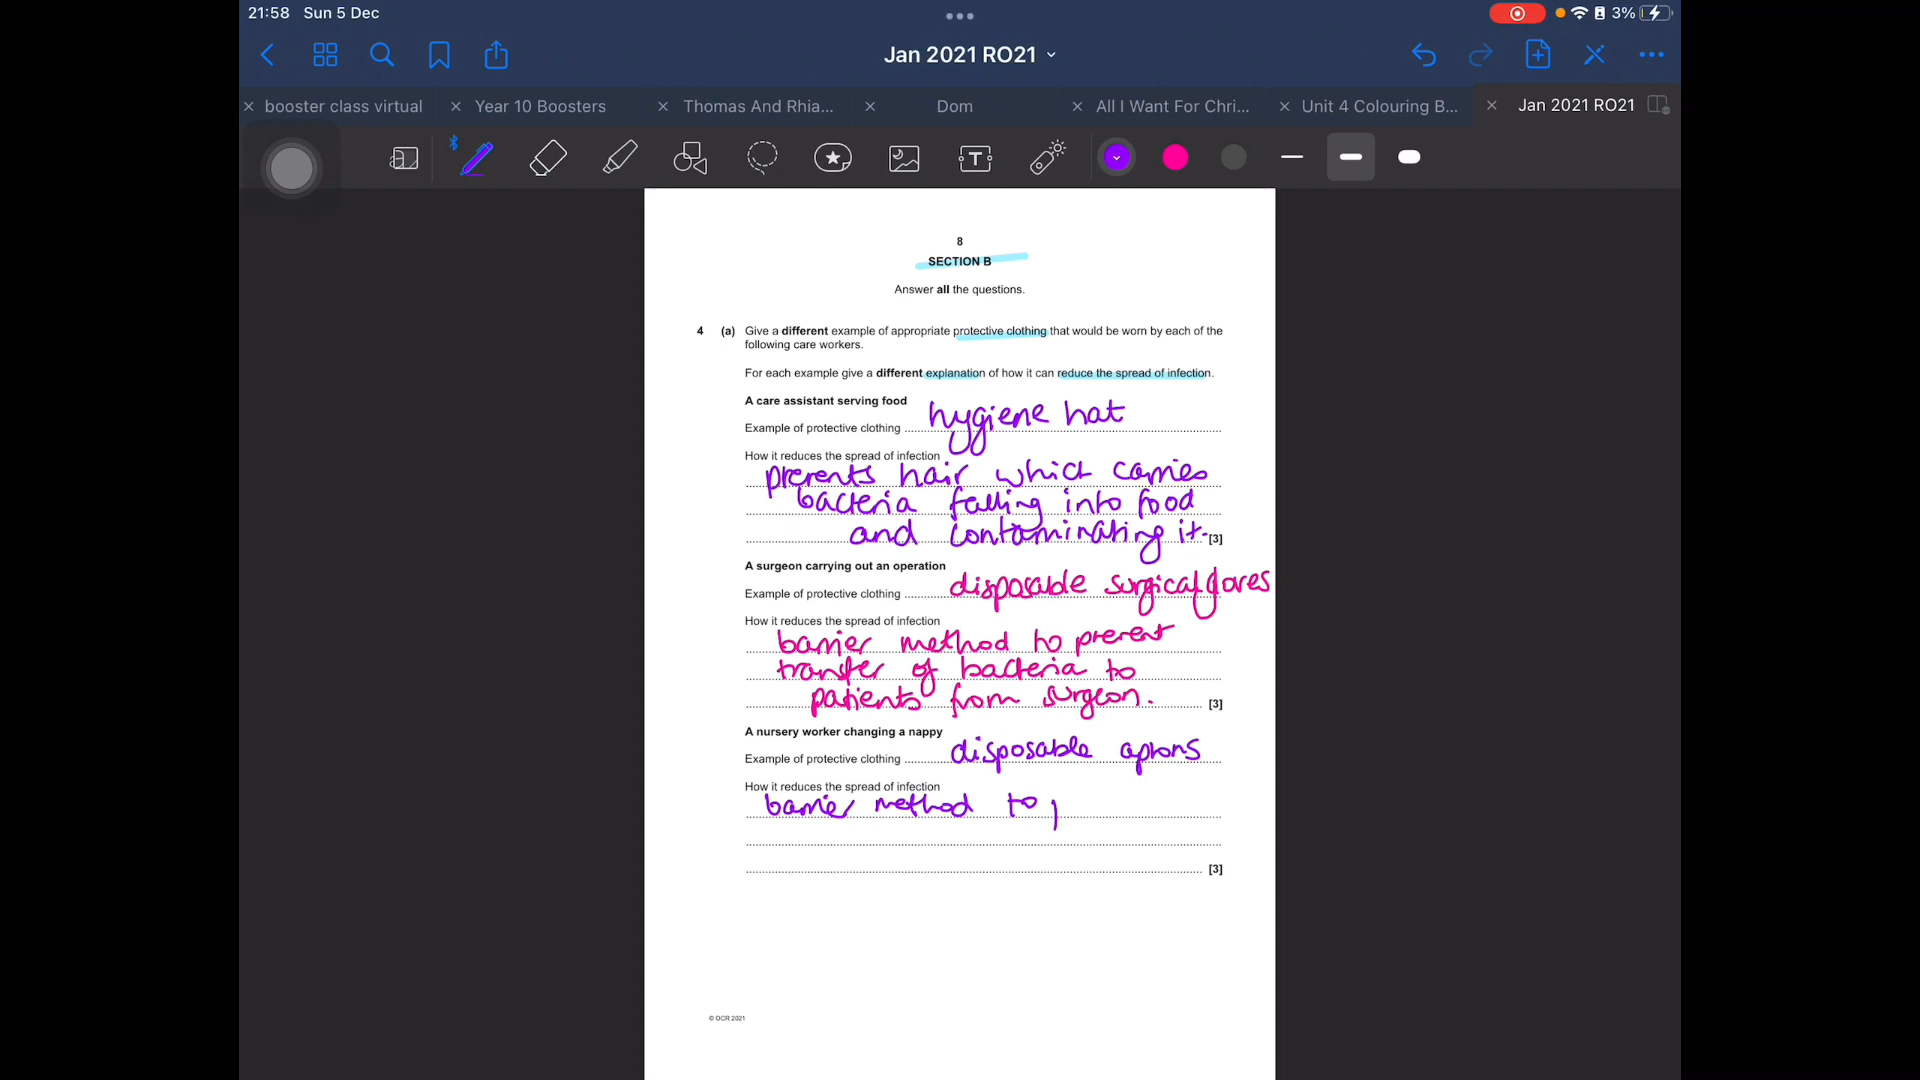 21:58 Sun 5 Dec
3%
Jan 2021 RO21
booster class virtual
Year 10 Boosters
Thomas And Rhia...
Dom
All I Want For Chri...
Unit 4 Colouring B...
Jan 2021 RO21
8
SECTION B
Answer all the questions.
4 (a) Give a different example of appropriate protective clothing that would be worn by each of the
following care workers.
For each example give a different explanation of how it can reduce the spread of infection.
A care assistant serving food
Example of protective clothing hygiene hat
How it reduces the spread of infection
prevents hair which carries
bacteria falling into food
and contaminating it. [3]
A surgeon carrying out an operation
Example of protective clothing disposable surgical gloves
How it reduces the spread of infection
barrier method to prevent
transfer of bacteria to
patients from surgeon. [3]
A nursery worker changing a nappy
Example of protective clothing disposable aprons
How it reduces the spread of infection
barrier method to p
[3]
© OCR 2021